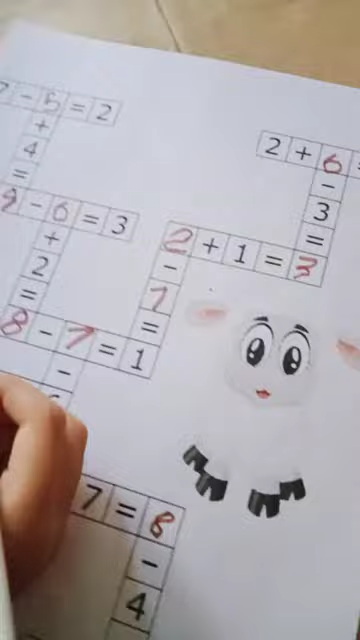 7 - 5 = 2
+
4
=
9 - 6 = 3
+
2
=
8 - 7 = 1
-
2 + 6 =
-
3
=
2 + 1 = 3
-
1
=
7 = 8
-
4